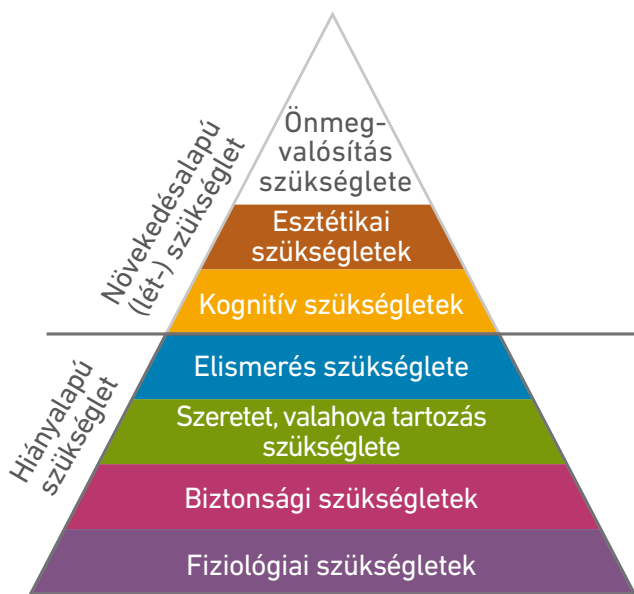 Önmeg-
valósítás
szükséglete
Esztétikai
szükségletek
Kognitív szükségletek
Elismerés szükséglete
Szeretet, valahova tartozás
szükséglete
Biztonsági szükségletek
Fiziológiai szükségletek
Növekedésalapú
(lét-) szükséglet
Hiányalapú
szükséglet